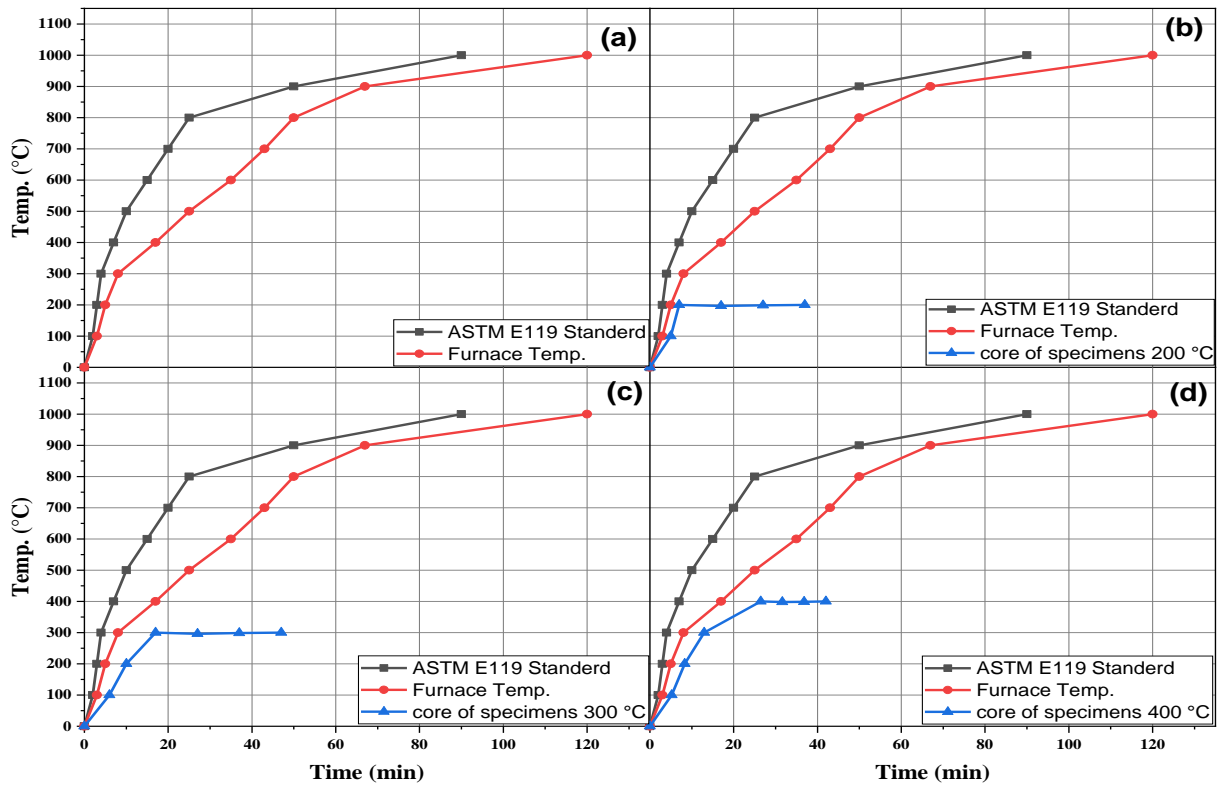 1100
1000
900
800
700
600
500
400
300
200
100
0
Temp. (°C)
(a)
ASTM E119 Standerd
Furnace Temp.
(b)
ASTM E119 Standerd
Furnace Temp.
core of specimens 200 °C
1100
1000
900
800
700
600
500
400
300
200
100
0
Temp. (°C)
(c)
ASTM E119 Standerd
Furnace Temp.
core of specimens 300 °C
0 20 40 60 80 100 120
Time (min)
(d)
ASTM E119 Standerd
Furnace Temp.
core of specimens 400 °C
0 20 40 60 80 100 120
Time (min)